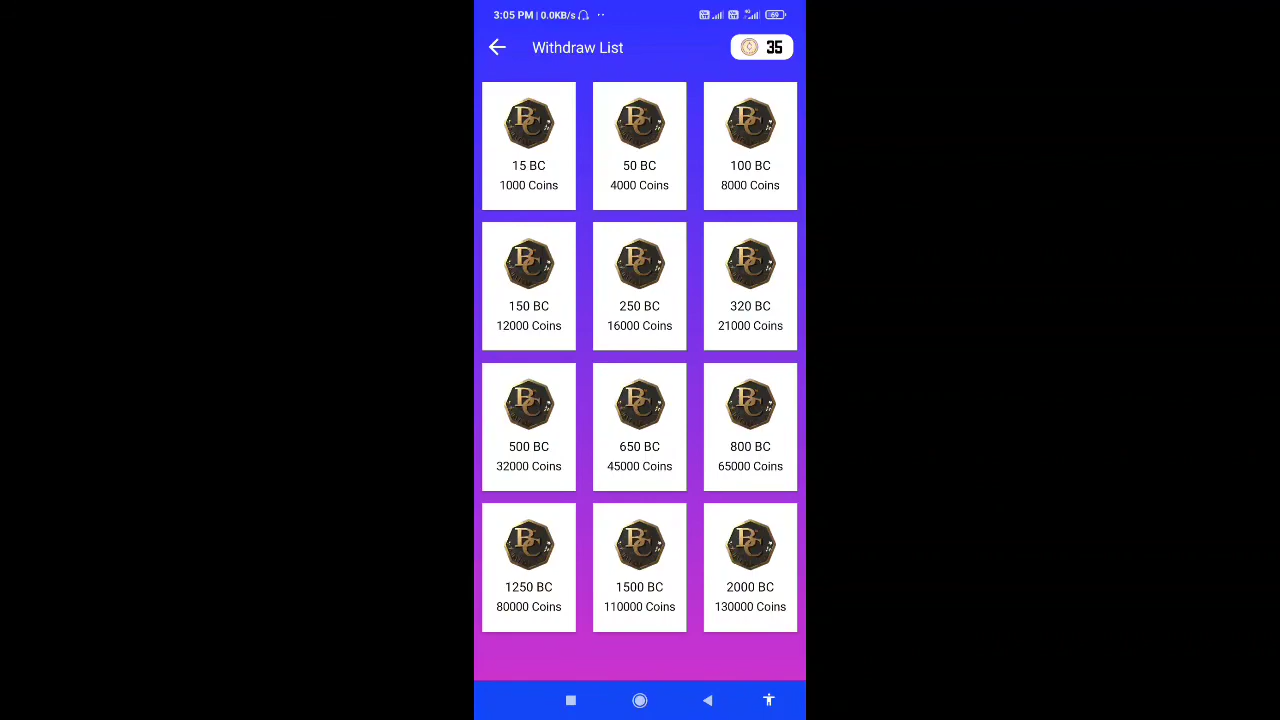 3:05 PM | 0.0KB/s
69
Withdraw List
35
15 BC
1000 Coins
50 BC
4000 Coins
100 BC
8000 Coins
150 BC
12000 Coins
250 BC
16000 Coins
320 BC
21000 Coins
500 BC
32000 Coins
650 BC
45000 Coins
800 BC
65000 Coins
1250 BC
80000 Coins
1500 BC
110000 Coins
2000 BC
130000 Coins